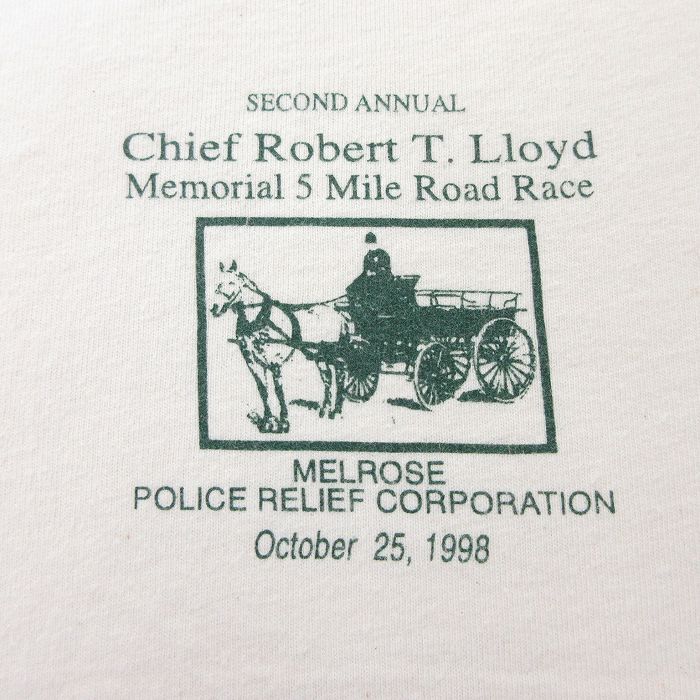 SECOND ANNUAL
Chief Robert T. Lloyd
Memorial 5 Mile Road Race
MELROSE
POLICE RELIEF CORPORATION
October 25, 1998